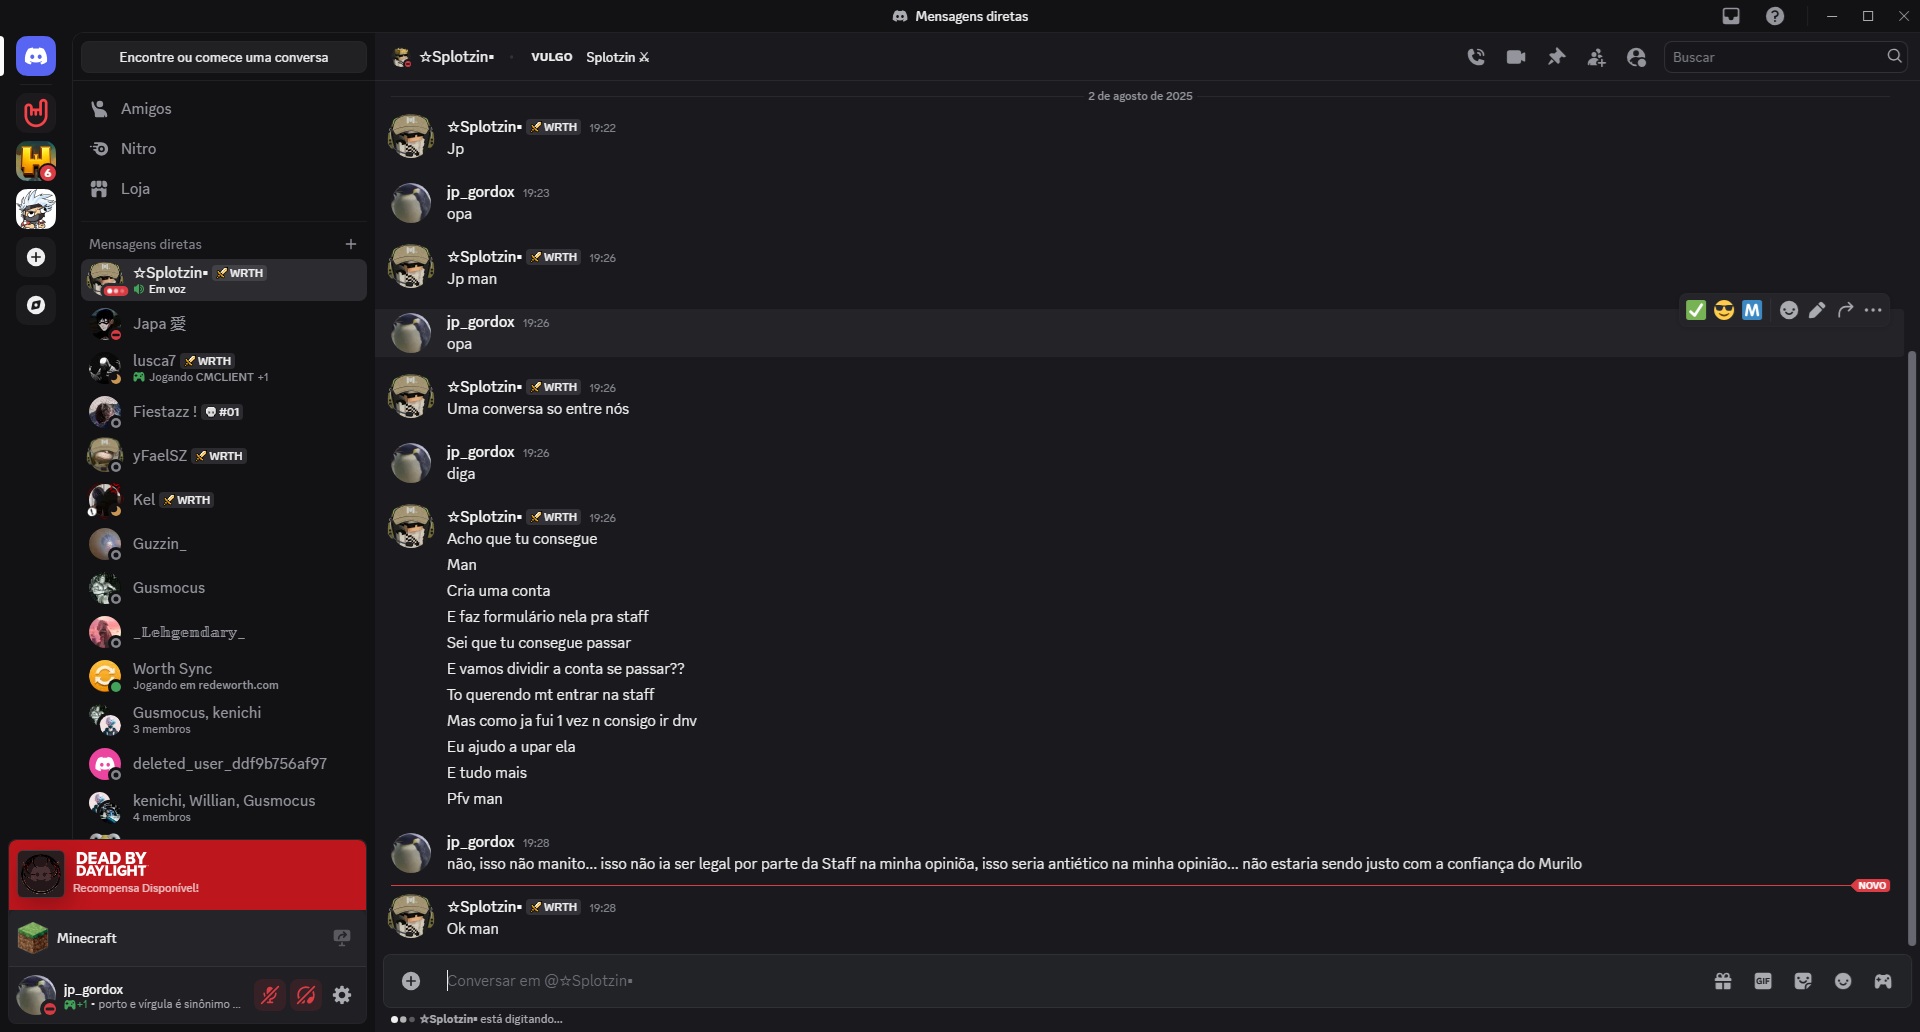 Mensagens diretas
Encontre ou comece uma conversa
☆Splotzin▪
VULGO Splotzin ⚔
Buscar
Amigos
Nitro
Loja
6
Mensagens diretas
☆Splotzin▪ WRTH
Em voz
Japa 愛
lusca7 WRTH
Jogando CMCLIENT +1
Fiestazz ! #01
yFaelSZ WRTH
Kel WRTH
Guzzin_
Gusmocus
_𝕃𝕖𝕙𝕘𝕖𝕟𝕕𝕒𝕣𝕪_
Worth Sync
Jogando em redeworth.com
Gusmocus, kenichi
3 membros
deleted_user_ddf9b756af97
kenichi, Willian, Gusmocus
4 membros
DEAD BY
DAYLIGHT
Recompensa Disponível!
Minecraft
jp_gordox
+1 • porto e vírgula é sinônimo ...
2 de agosto de 2025
☆Splotzin▪ WRTH 19:22
Jp
jp_gordox 19:23
opa
☆Splotzin▪ WRTH 19:26
Jp man
jp_gordox 19:26
opa
M
☆Splotzin▪ WRTH 19:26
Uma conversa so entre nós
jp_gordox 19:26
diga
☆Splotzin▪ WRTH 19:26
Acho que tu consegue
Man
Cria uma conta
E faz formulário nela pra staff
Sei que tu consegue passar
E vamos dividir a conta se passar??
To querendo mt entrar na staff
Mas como ja fui 1 vez n consigo ir dnv
Eu ajudo a upar ela
E tudo mais
Pfv man
jp_gordox 19:28
não, isso não manito... isso não ia ser legal por parte da Staff na minha opiniõa, isso seria antiético na minha opinião... não estaria sendo justo com a confiança do Murilo
NOVO
☆Splotzin▪ WRTH 19:28
Ok man
Conversar em @☆Splotzin▪
GIF
☆Splotzin▪ está digitando...